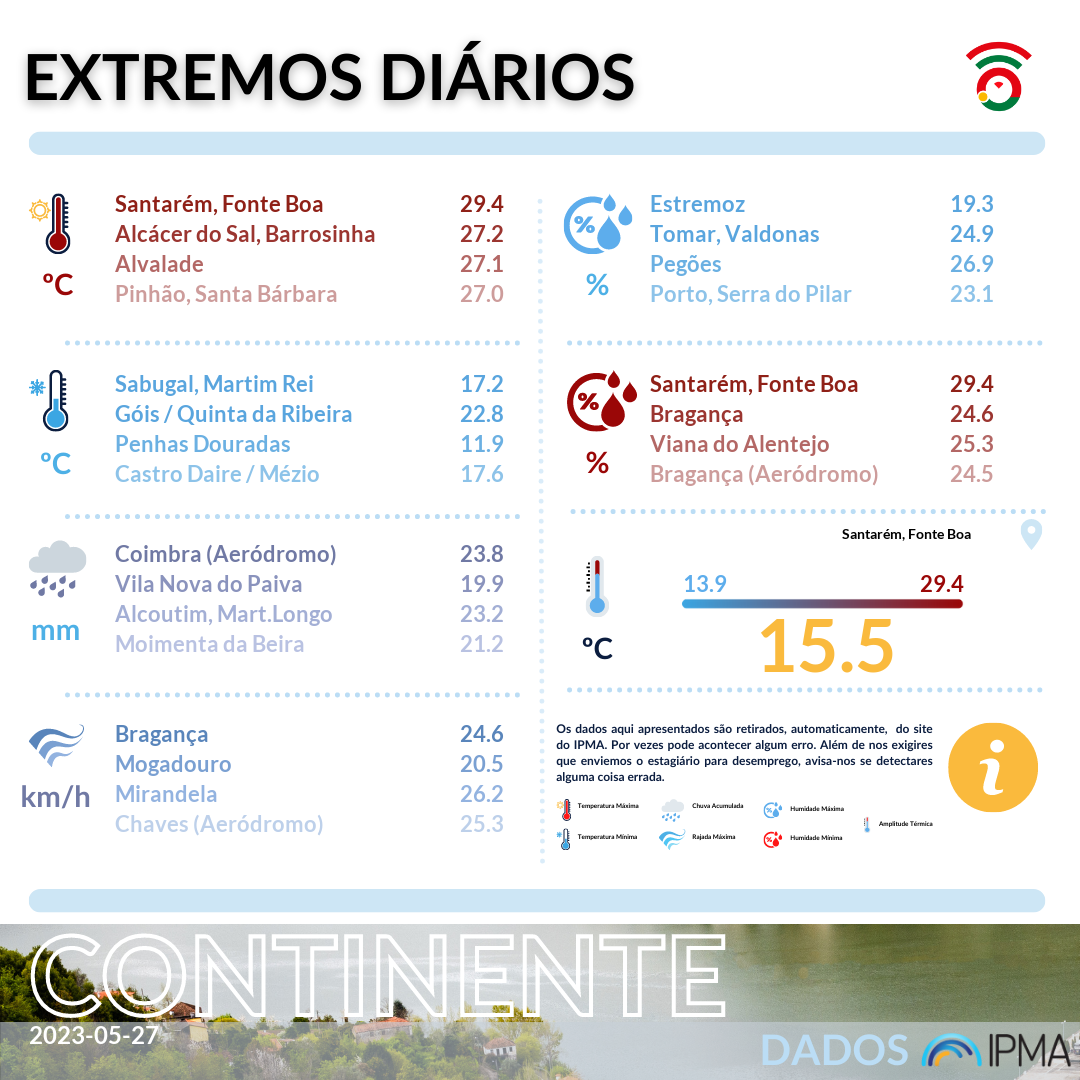 EXTREMOS DIÁRIOS
Santarém, Fonte Boa 29.4
Alcácer do Sal, Barrosinha 27.2
Alvalade 27.1
Pinhão, Santa Bárbara 27.0
ºC
Sabugal, Martim Rei 17.2
Góis / Quinta da Ribeira 22.8
Penhas Douradas 11.9
Castro Daire / Mézio 17.6
ºC
Coimbra (Aeródromo) 23.8
Vila Nova do Paiva 19.9
Alcoutim, Mart.Longo 23.2
Moimenta da Beira 21.2
mm
Bragança 24.6
Mogadouro 20.5
Mirandela 26.2
Chaves (Aeródromo) 25.3
km/h
%
Estremoz 19.3
Tomar, Valdonas 24.9
Pegões 26.9
Porto, Serra do Pilar 23.1
%
%
Santarém, Fonte Boa 29.4
Bragança 24.6
Viana do Alentejo 25.3
Bragança (Aeródromo) 24.5
%
Santarém, Fonte Boa
13.9 29.4
15.5
ºC
Os dados aqui apresentados são retirados, automaticamente, do site
do IPMA. Por vezes pode acontecer algum erro. Além de nos exigires
que enviemos o estagiário para desemprego, avisa-nos se detectares
alguma coisa errada.
i
Temperatura Máxima Chuva Acumulada Humidade Máxima
Amplitude Térmica
Temperatura Mínima Rajada Máxima Humidade Mínima
CONTINENTE
2023-05-27
DADOS IPMA